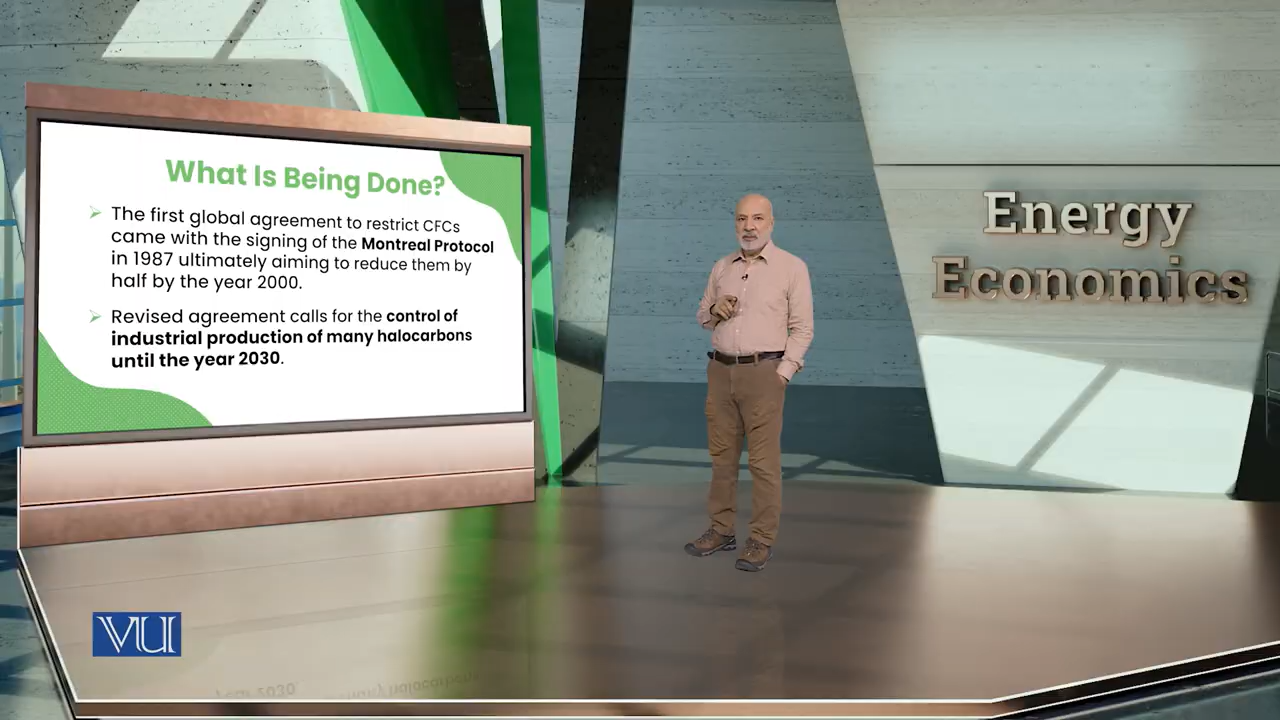 What Is Being Done?
The first global agreement to restrict CFCs
came with the signing of the Montreal Protocol
in 1987 ultimately aiming to reduce them by
half by the year 2000.
Revised agreement calls for the control of
industrial production of many halocarbons
until the year 2030.
Energy
Economics
VU